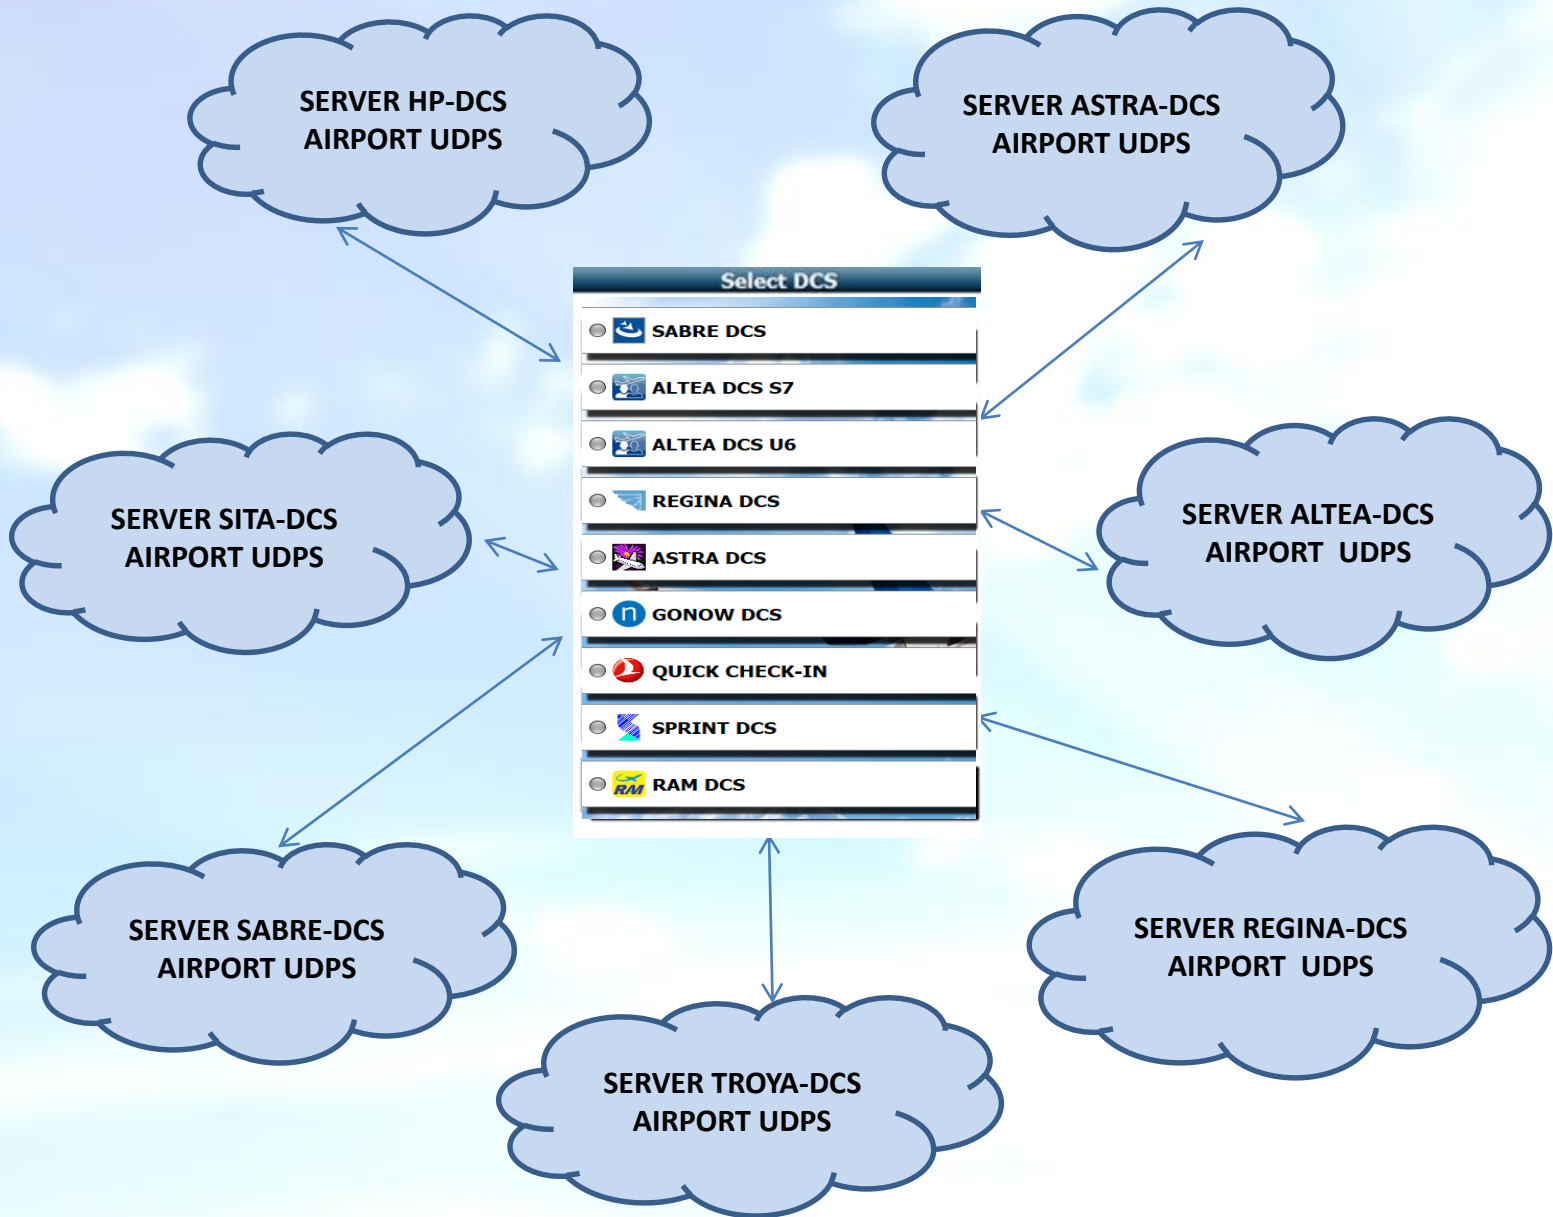 SERVER HP-DCS
AIRPORT UDPS
SERVER ASTRA-DCS
AIRPORT UDPS
Select DCS
SABRE DCS
ALTEA DCS S7
ALTEA DCS U6
REGINA DCS
ASTRA DCS
n GONOW DCS
QUICK CHECK-IN
SPRINT DCS
RM RAM DCS
SERVER SITA-DCS
AIRPORT UDPS
SERVER ALTEA-DCS
AIRPORT UDPS
SERVER SABRE-DCS
AIRPORT UDPS
SERVER REGINA-DCS
AIRPORT UDPS
SERVER TROYA-DCS
AIRPORT UDPS